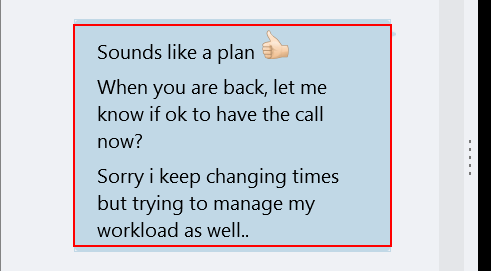 Sounds like a plan 👍🏻
When you are back, let me
know if ok to have the call
now?
Sorry i keep changing times
but trying to manage my
workload as well..